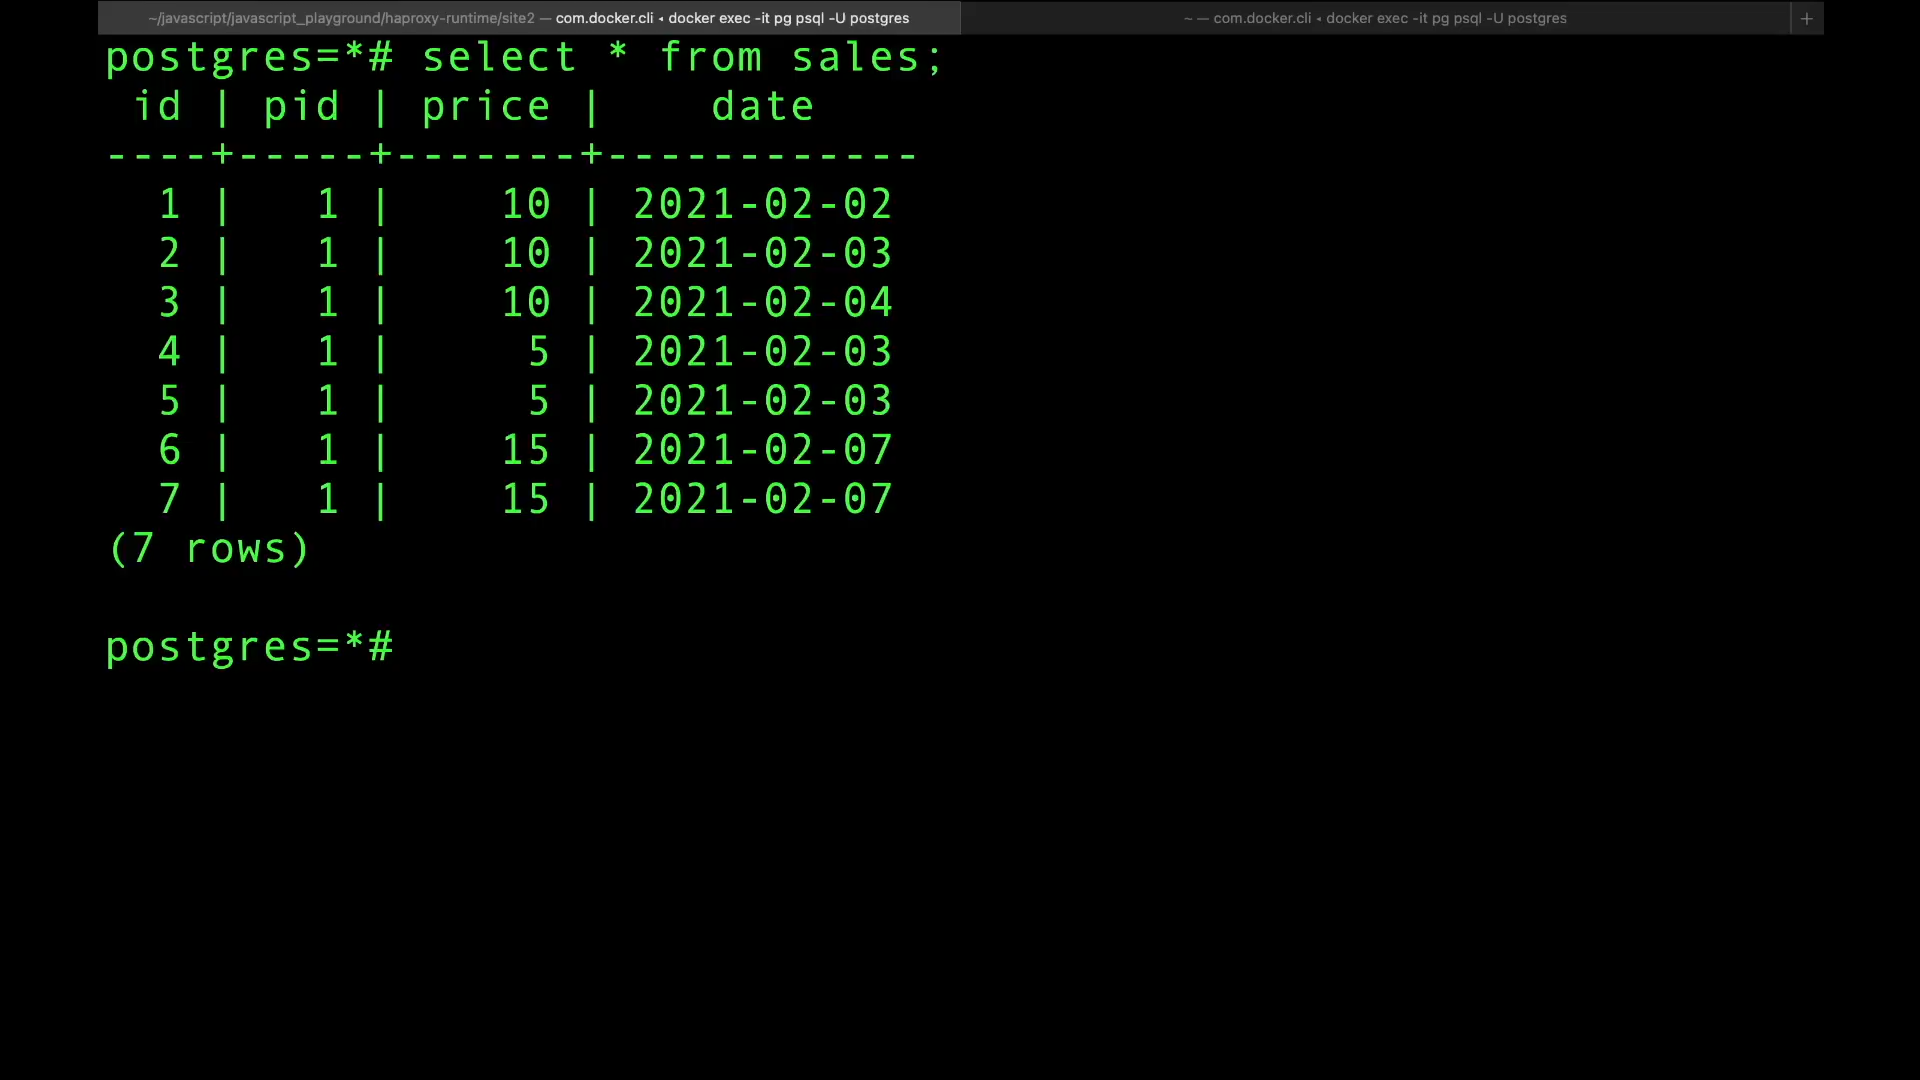 ~/javascript/javascript_playground/haproxy-runtime/site2 — com.docker.cli ◂ docker exec -it pg psql -U postgres
~ — com.docker.cli ◂ docker exec -it pg psql -U postgres
+
postgres=*# select * from sales;
 id | pid | price |    date
----+-----+-------+------------
  1 |   1 |    10 | 2021-02-02
  2 |   1 |    10 | 2021-02-03
  3 |   1 |    10 | 2021-02-04
  4 |   1 |     5 | 2021-02-03
  5 |   1 |     5 | 2021-02-03
  6 |   1 |    15 | 2021-02-07
  7 |   1 |    15 | 2021-02-07
(7 rows)
postgres=*#